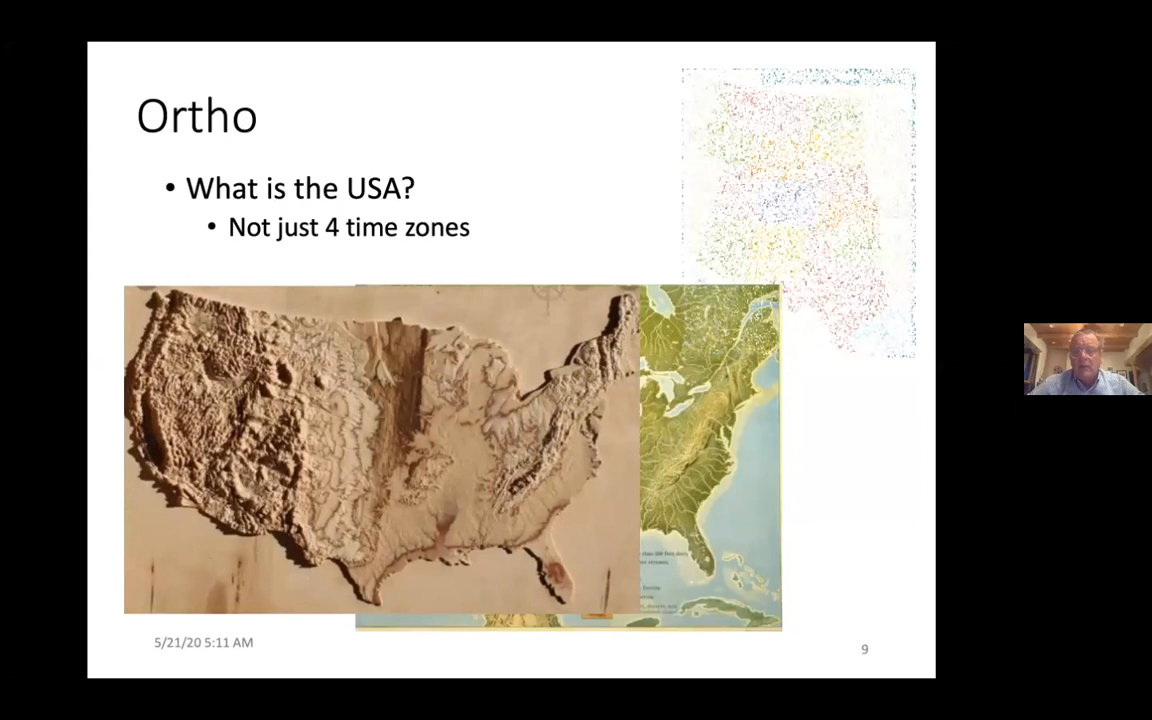 Ortho
• What is the USA?
• Not just 4 time zones
5/21/20 5:11 AM
9